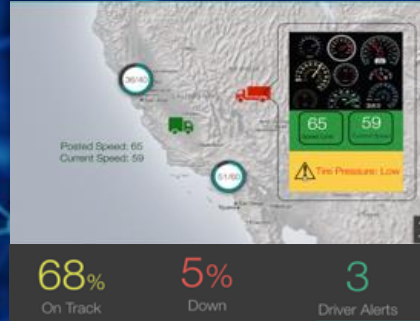 36/40
Posted Speed: 65
Current Speed: 59
51/60
65
59
Tire Pressure: Low
68%
On Track
5%
Down
3
Driver Alerts